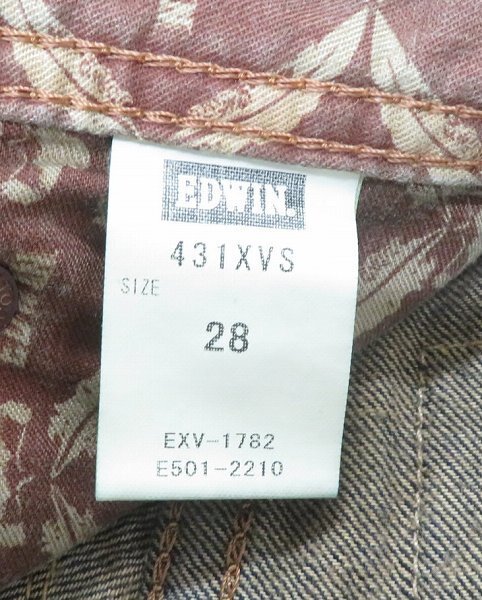 EDWIN.
431XVS
SIZE
28
EXV-1782
E501-2210